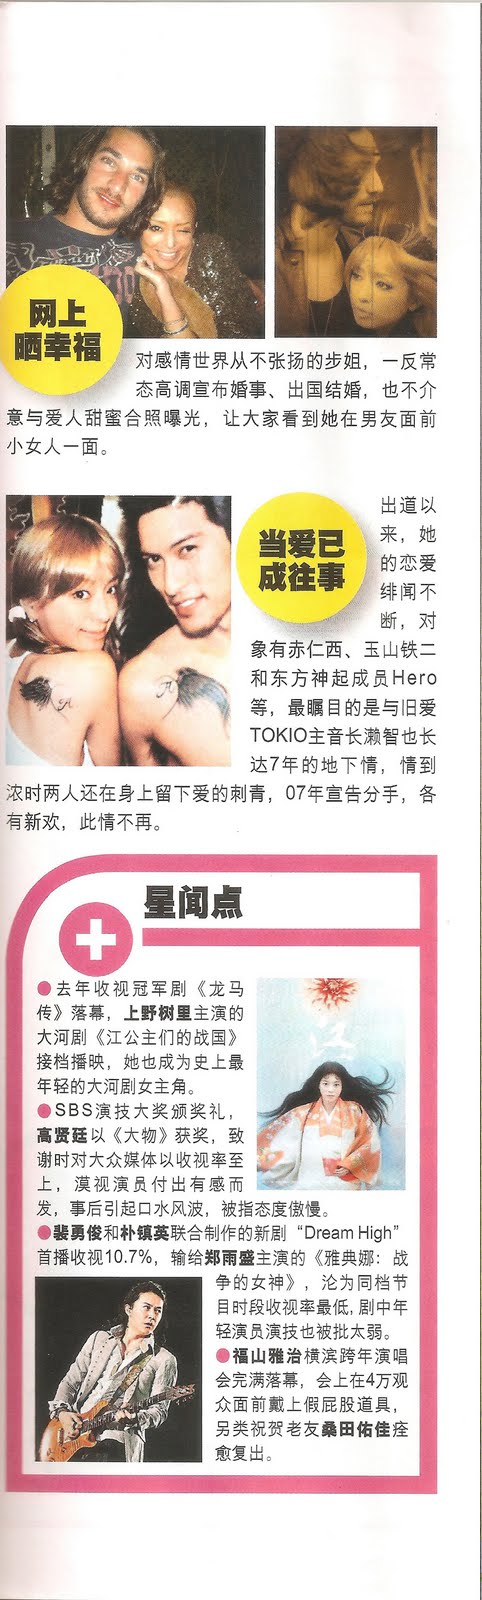 网上
晒幸福
对感情世界从不张扬的步姐，一反常
态高调宣布婚事、出国结婚，也不介
意与爱人甜蜜合照曝光，让大家看到她在男友面前
小女人一面。
当爱已
成往事
出道以
来，她
的恋爱
绯闻不
断，对
象有赤仁西、玉山铁二
和东方神起成员Hero
等，最瞩目的是与旧爱
TOKIO主音长濑智也长
达7年的地下情，情到
浓时两人还在身上留下爱的刺青，07年宣告分手，各
有新欢，此情不再。
星闻点
●去年收视冠军剧《龙马
传》落幕，上野树里主演的
大河剧《江公主们的战国》
接档播映，她也成为史上最
年轻的大河剧女主角。
●SBS演技大奖颁奖礼，
高贤廷以《大物》获奖，致
谢时对大众媒体以收视率至
上，漠视演员付出有感而
发，事后引起口水风波，被指态度傲慢。
●裴勇俊和朴镇英联合制作的新剧“Dream High”
首播收视10.7%，输给郑雨盛主演的《雅典娜：战
争的女神》，沦为同档节
目时段收视率最低，剧中年
轻演员演技也被批太弱。
●福山雅治横滨跨年演唱
会完满落幕，会上在4万观
众面前戴上假屁股道具，
另类祝贺老友桑田佑佳痊
愈复出。
江